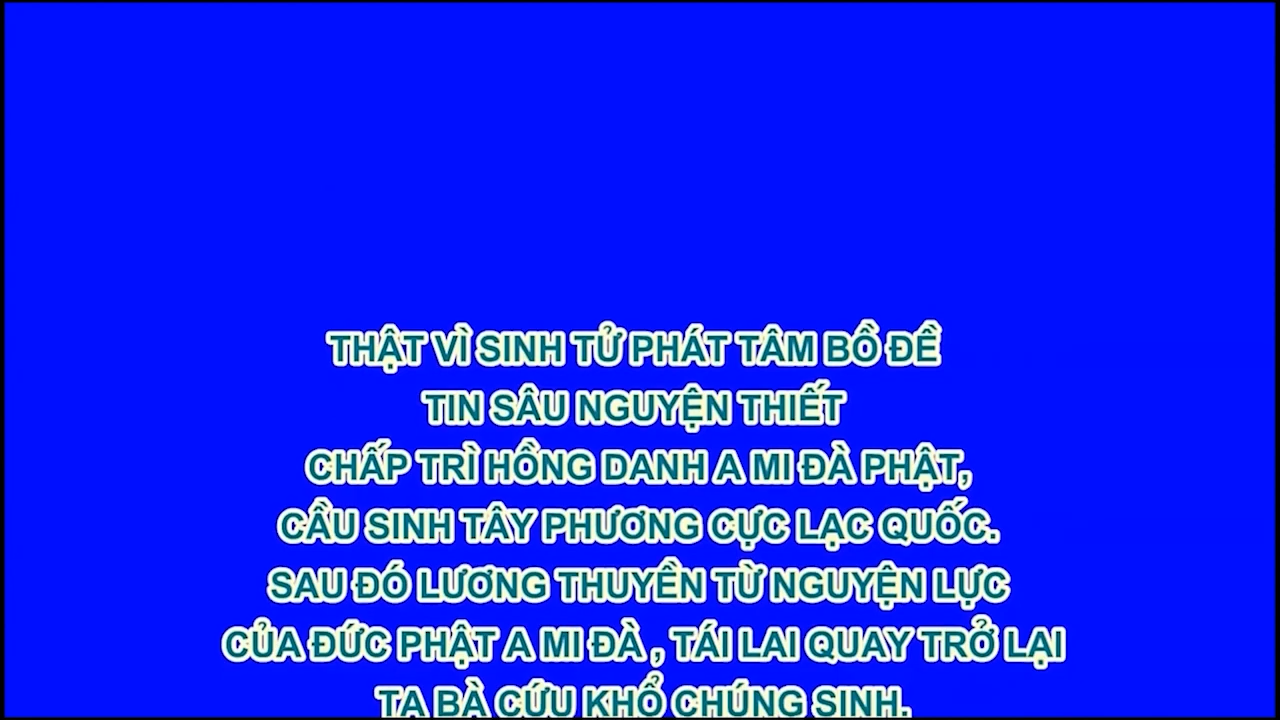 THẬT VÌ SINH TỬ PHÁT TÂM BỒ ĐỀ
TIN SÂU NGUYỆN THIẾT
CHẤP TRÌ HỒNG DANH A MI ĐÀ PHẬT,
CẦU SINH TÂY PHƯƠNG CỰC LẠC QUỐC.
SAU ĐÓ LƯƠNG THUYỀN TỪ NGUYỆN LỰC
CỦA ĐỨC PHẬT A MI ĐÀ , TÁI LAI QUAY TRỞ LẠI
TA BÀ CỨU KHỔ CHÚNG SINH.